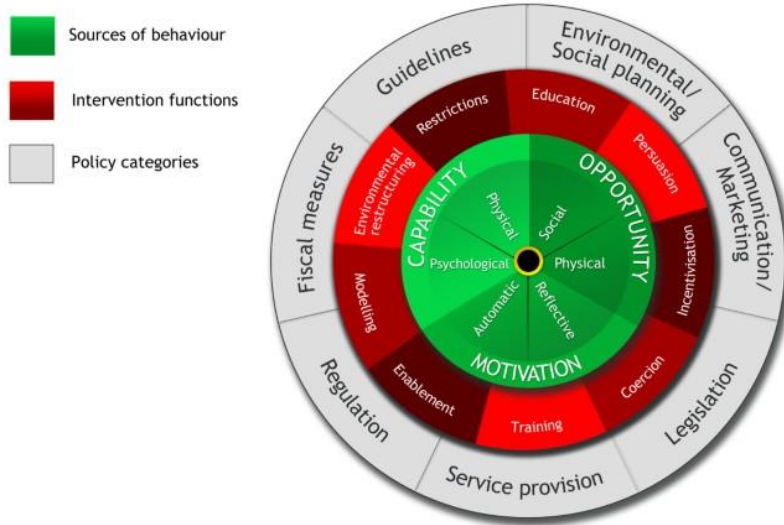 Sources of behaviour
Intervention functions
Policy categories
Guidelines
Environmental/
Social planning
Communication/
Marketing
Legislation
Service provision
Regulation
Fiscal measures
Restrictions
Education
Persuasion
Incentivisation
Coercion
Training
Enablement
Modelling
Environmental
restructuring
CAPABILITY
OPPORTUNITY
MOTIVATION
Physical
Social
Physical
Reflective
Automatic
Psychological